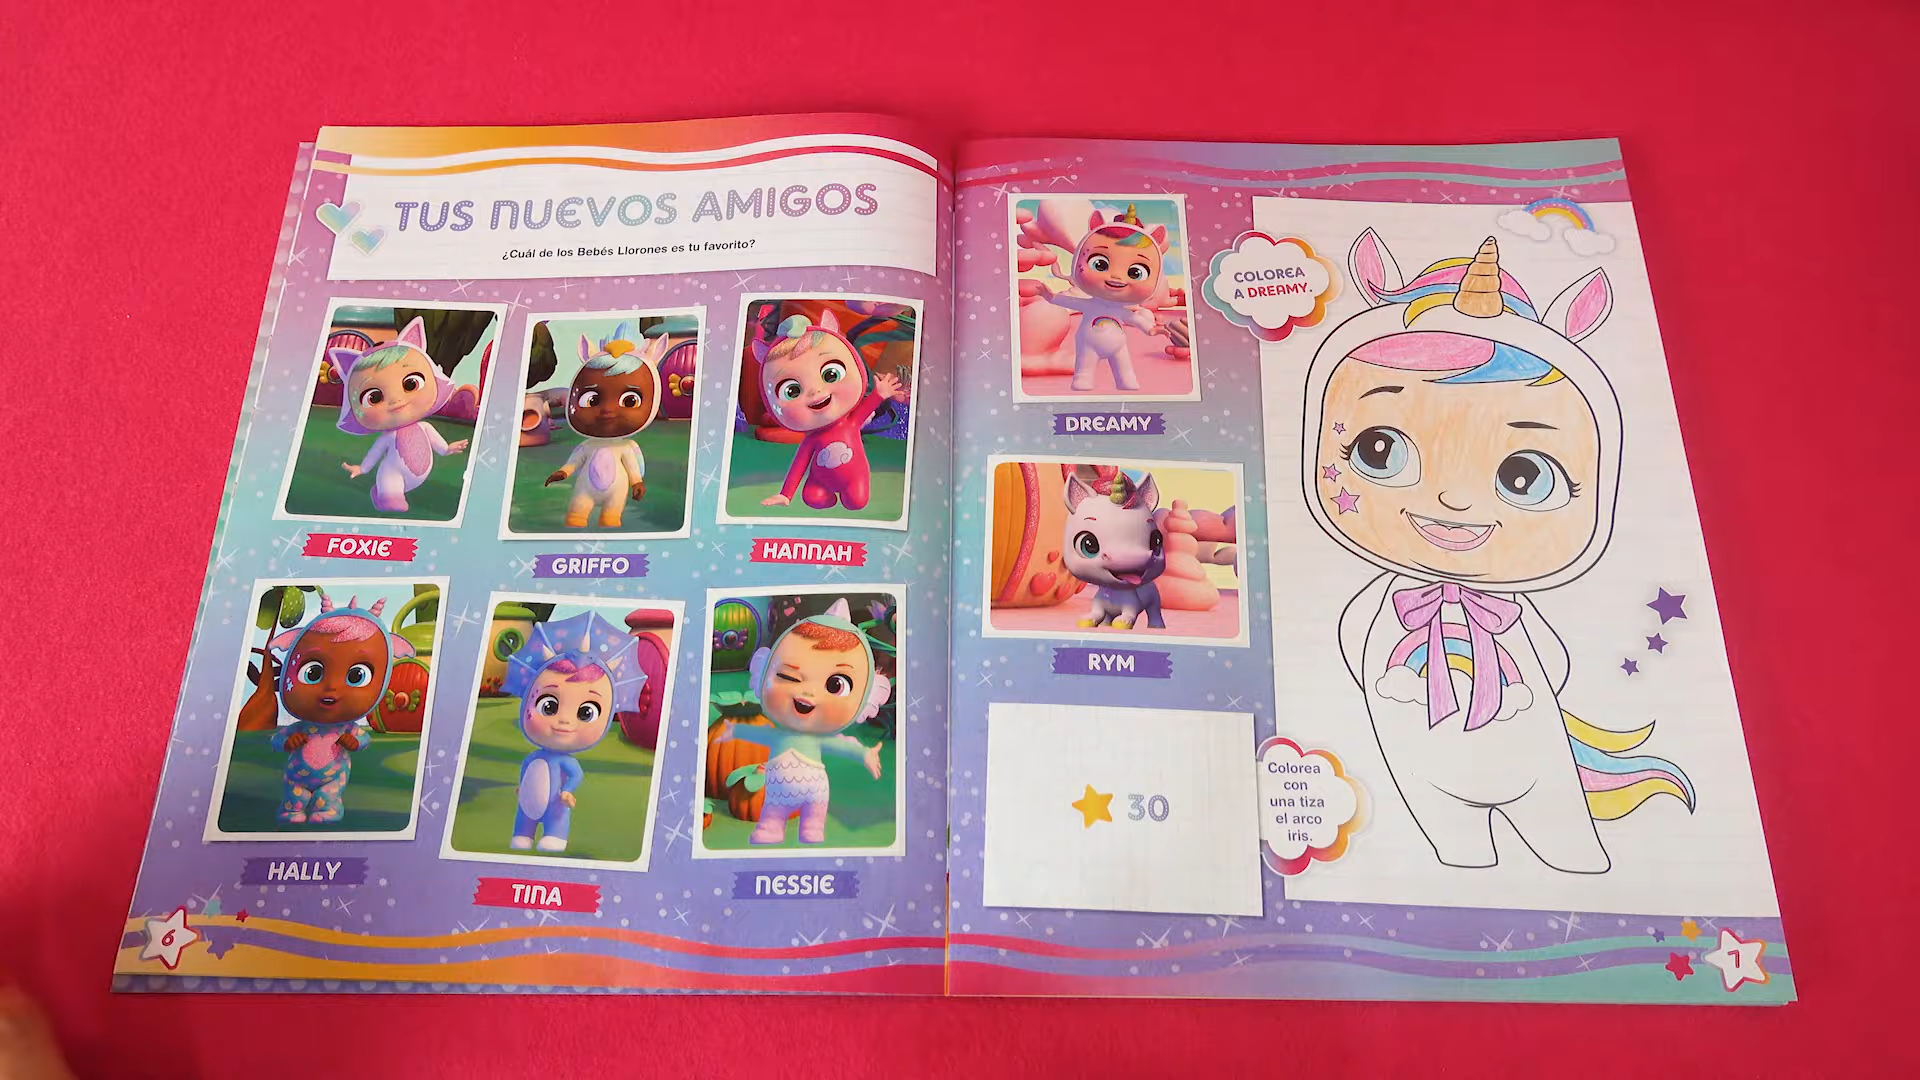 TUS NUEVOS AMIGOS
¿Cuál de los Bebés Llorones es tu favorito?
FOXIE
GRIFFO
HANNAH
HALLY
TINA
NESSIE
6
DREAMY
RYM
30
COLOREA
A DREAMY.
Colorea
con
una tiza
el arco
iris.
7